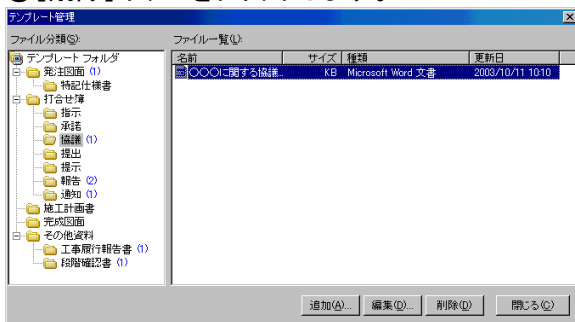 テンプレート管理
ファイル分類(S):
ファイル一覧(L):
テンプレート フォルダ
発注図面 (1)
特記仕様書
打合せ簿
指示
承諾
協議 (1)
提出
提示
報告 (2)
通知 (1)
施工計画書
完成図面
その他資料
工事履行報告書 (1)
段階確認書 (1)
名前 サイズ 種類 更新日
○○○に関する協議.. KB Microsoft Word 文書 2003/10/11 10:10
追加(A)... 編集(O)... 削除(D) 閉じる(C)